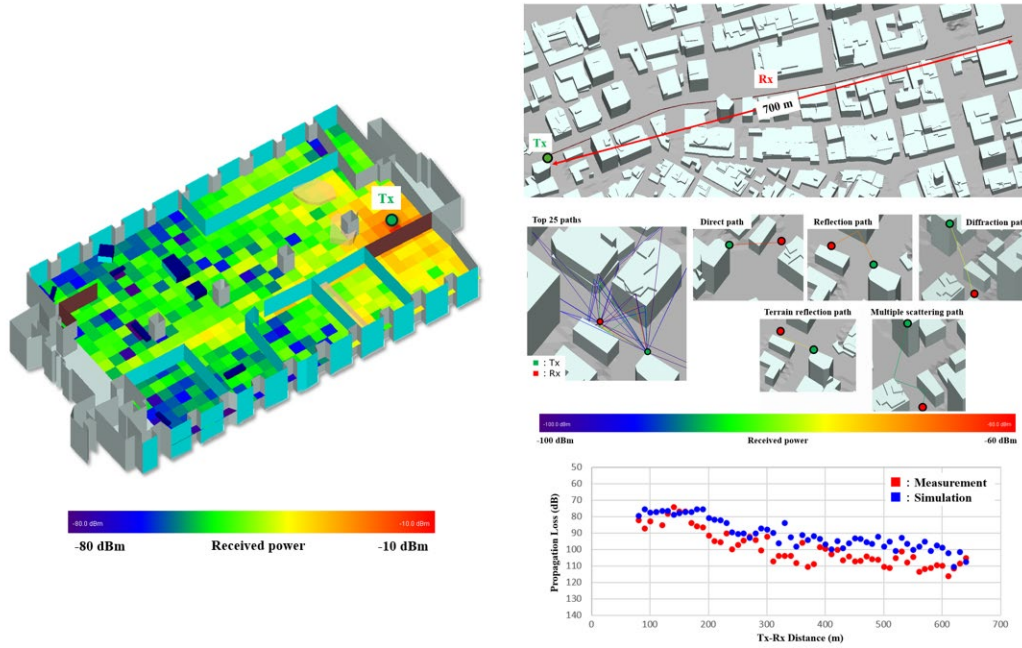 Tx
-80.0 dBm
-10.0 dBm
-80 dBm
Received power
-10 dBm
Rx
700 m
Tx
Top 25 paths
Direct path
Reflection path
Diffraction pat
Terrain reflection path
Multiple scattering path
: Tx
: Rx
-100.0 dBm
-60.0 dBm
-100 dBm
Received power
-60 dBm
Propagation Loss (dB)
50
60
70
80
90
100
110
120
130
140
: Measurement
: Simulation
0
100
200
300
400
500
600
700
Tx-Rx Distance (m)